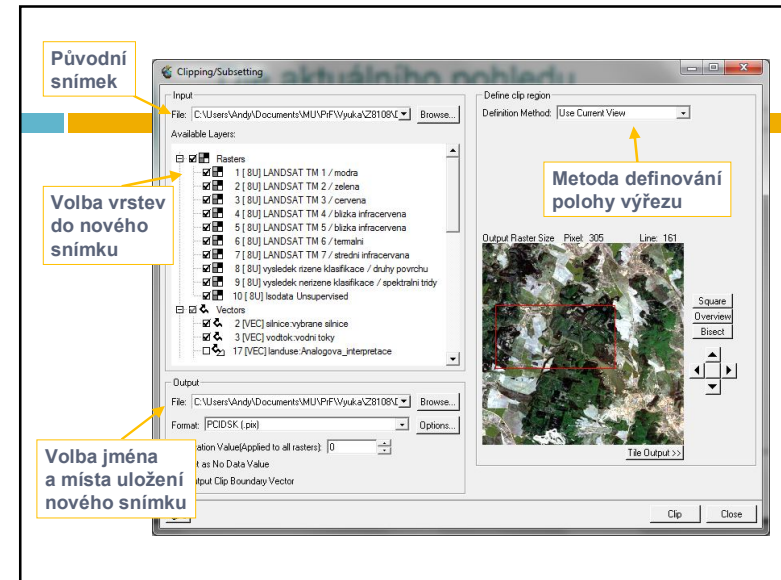 Původní
snímek
dle aktuálního pohledu
Clipping/Subsetting
Input
File: C:\Users\Andy\Documents\MU\PrF\Vyuka\Z8108\ Browse...
Available Layers:
Rasters
1 [ 8U] LANDSAT TM 1 / modra
2 [ 8U] LANDSAT TM 2 / zelena
3 [ 8U] LANDSAT TM 3 / cervena
4 [ 8U] LANDSAT TM 4 / blizka infracervena
5 [ 8U] LANDSAT TM 5 / blizka infracervena
6 [ 8U] LANDSAT TM 6 / termalni
7 [ 8U] LANDSAT TM 7 / stredni infracervana
8 [ 8U] vysledek rizene klasifikace / druhy povrchu
9 [ 8U] vysledek nerizene klasifikace / spektralni tridy
10 [ 8U] Isodata Unsupervised
Vectors
2 [VEC] silnice:vybrane silnice
3 [VEC] vodtok:vodni toky
17 [VEC] landuse:Analogova_interpretace
Volba vrstev
do nového
snímku
Output
File: C:\Users\Andy\Documents\MU\PrF\Vyuka\Z8108\ Browse...
Format: PCIDSK (.pix) Options...
Value(Applied to all rasters): 0
as No Data Value
Clip Boundary Vector
Volba jména
a místa uložení
nového snímku
Define clip region
Definition Method: Use Current View
Metoda definování
polohy výřezu
Output Raster Size Pixel: 305 Line: 161
Square
Overview
Bisect
Tile Output >>
Clip Close